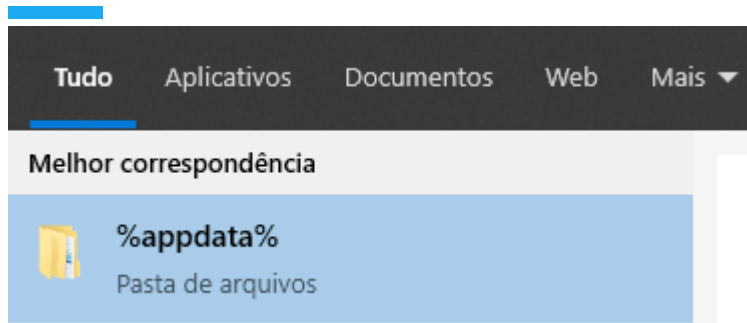 Tudo Aplicativos Documentos Web Mais
Melhor correspondência
%appdata%
Pasta de arquivos